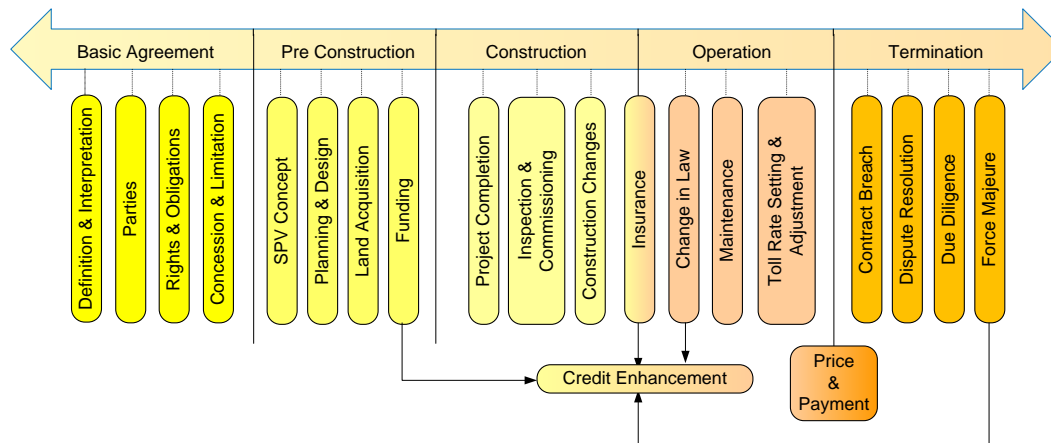 Basic Agreement
Pre Construction
Construction
Operation
Termination
Definition & Interpretation
Parties
Rights & Obligations
Concession & Limitation
SPV Concept
Planning & Design
Land Acquisition
Funding
Project Completion
Inspection &
Commissioning
Construction Changes
Insurance
Change in Law
Maintenance
Toll Rate Setting &
Adjustment
Contract Breach
Dispute Resolution
Due Diligence
Force Majeure
Credit Enhancement
Price
&
Payment